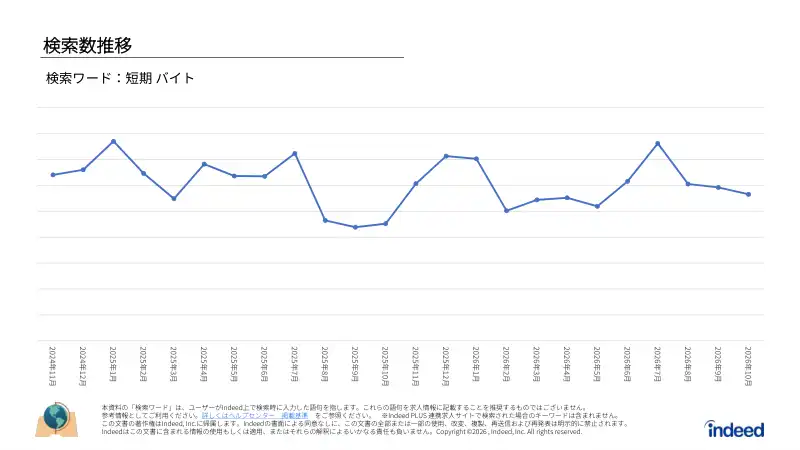 検索数推移
検索ワード：短期 バイト
2024年11月
2024年12月
2025年1月
2025年2月
2025年3月
2025年4月
2025年5月
2025年6月
2025年7月
2025年8月
2025年9月
2025年10月
2025年11月
2025年12月
2026年1月
2026年2月
2026年3月
2026年4月
2026年5月
2026年6月
2026年7月
2026年8月
2026年9月
2026年10月
本資料の「検索ワード」は、ユーザーがIndeed上で検索時に入力した語句を指します。これらの語句を求人情報に記載することを推奨するものではございません。
参考情報としてご利用ください。詳しくはヘルプセンター 掲載基準 をご参照ください。 ※Indeed PLUS 連携求人サイトで検索された場合のキーワードは含まれません。
この文書の著作権はIndeed, Inc.に帰属します。Indeedの書面による同意なしに、この文書の全部または一部の使用、改変、複製、再送信および再発表は明示的に禁止されます。
Indeedはこの文書に含まれる情報の使用もしくは適用、またはそれらの解釈によるいかなる責任も負いません。Copyright ©2026 , Indeed, Inc. All rights reserved.
indeed